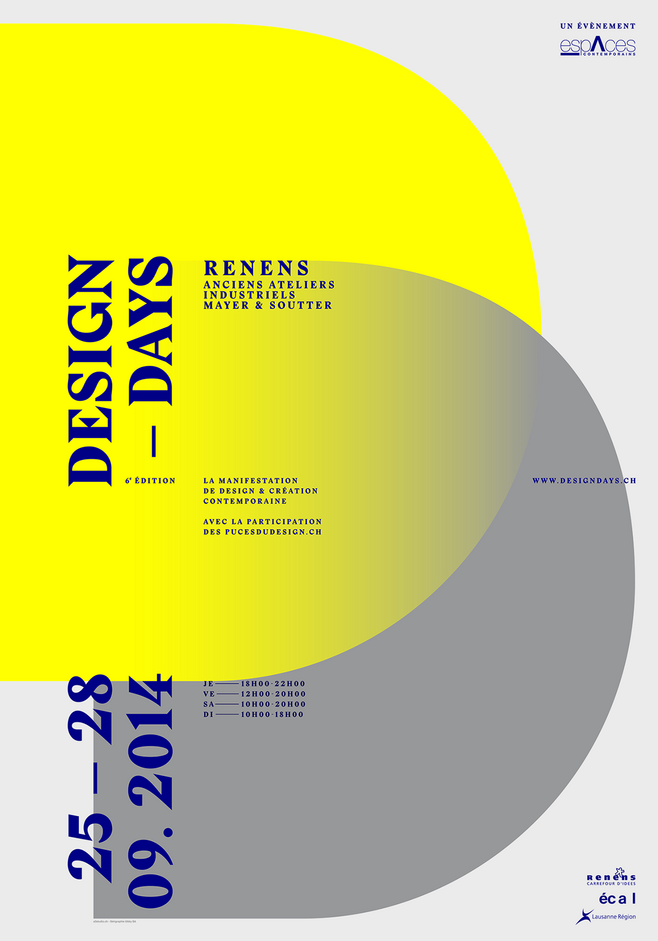 UN ÉVÈNEMENT
espAces
CONTEMPORAINS
DESIGN
— DAYS
RENENS
ANCIENS ATELIERS
INDUSTRIELS
MAYER & SOUTTER
6e ÉDITION
LA MANIFESTATION
DE DESIGN & CRÉATION
CONTEMPORAINE
AVEC LA PARTICIPATION
DES PUCESDUDESIGN.CH
WWW.DESIGNDAYS.CH
25 — 28
09. 2014
JE—18H00-22H00
VE—12H00-20H00
SA—10H00-20H00
DI—10H00-18H00
Renens
CARREFOUR D'IDÉES
écal
Lausanne Région